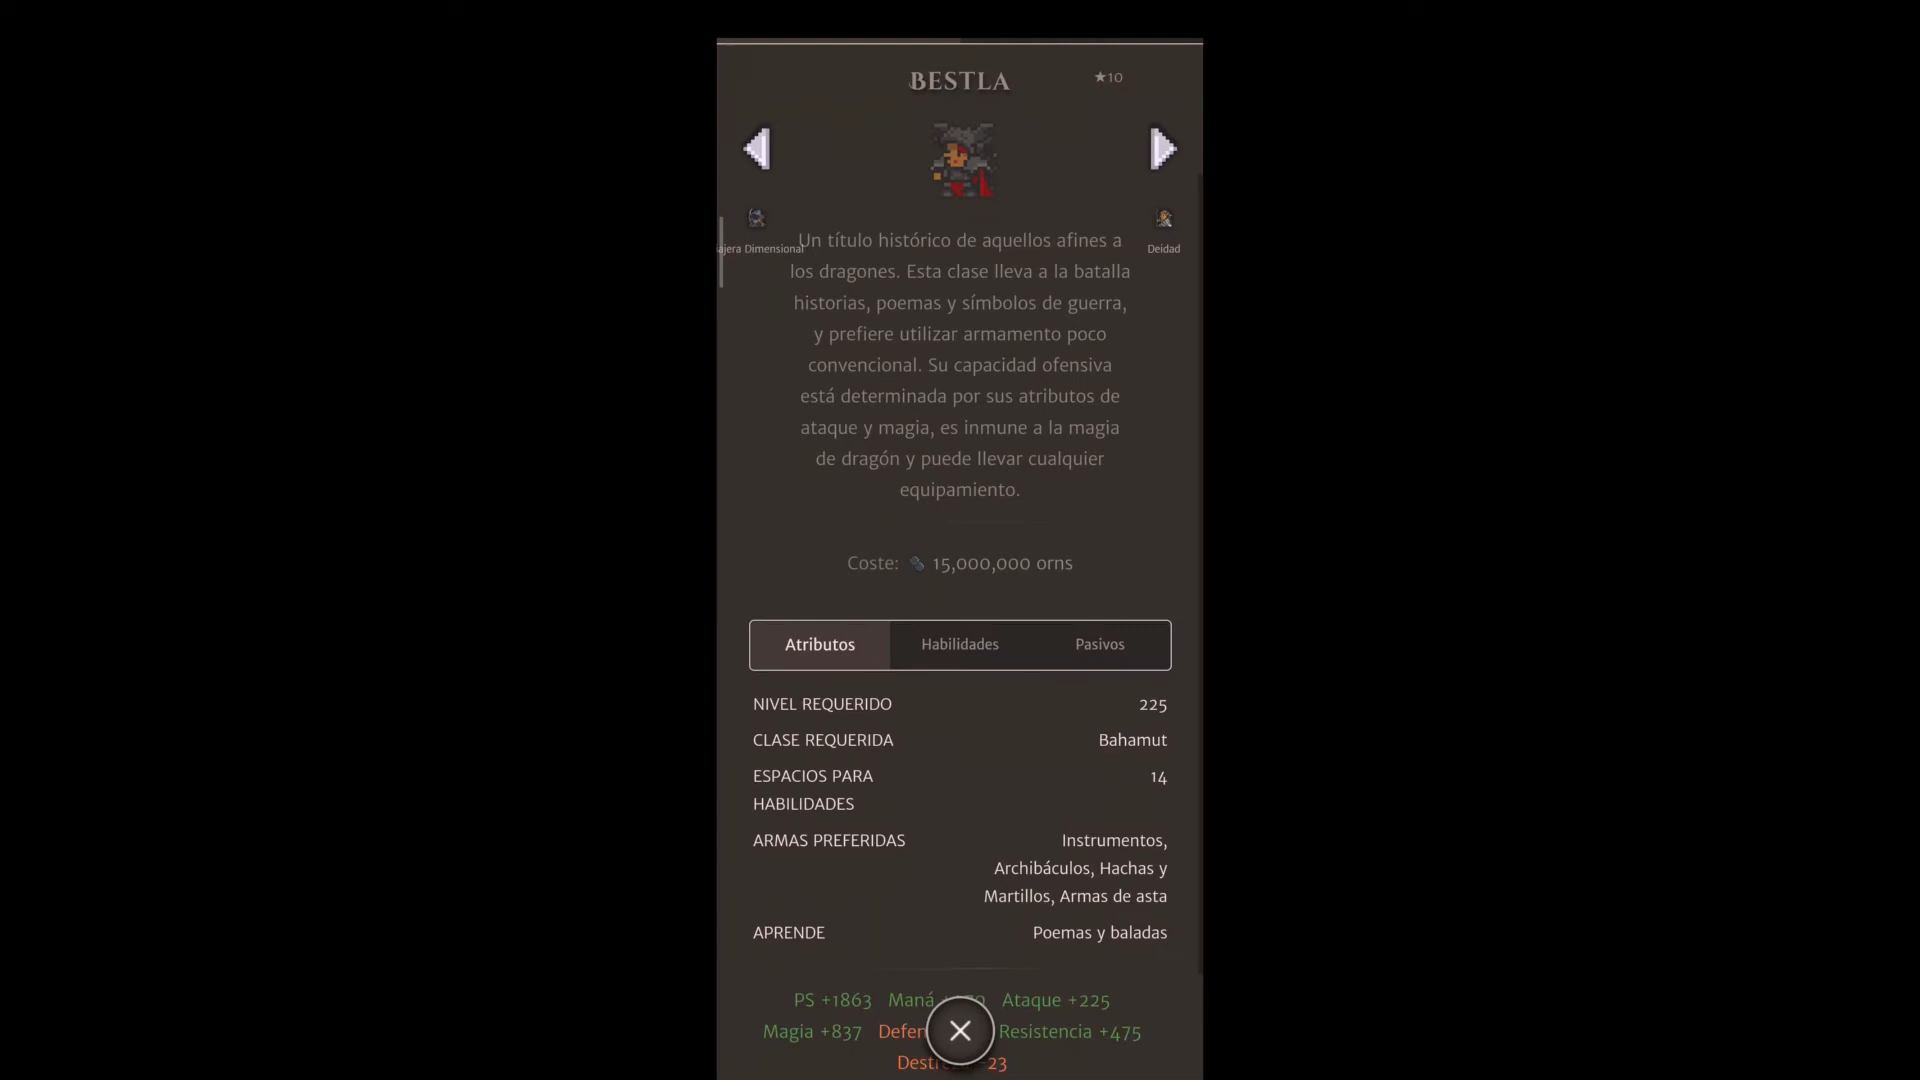 BESTLA
★10
ajera Dimensional
Deidad
Un título histórico de aquellos afines a
los dragones. Esta clase lleva a la batalla
historias, poemas y símbolos de guerra,
y prefiere utilizar armamento poco
convencional. Su capacidad ofensiva
está determinada por sus atributos de
ataque y magia, es inmune a la magia
de dragón y puede llevar cualquier
equipamiento.
Coste: 15,000,000 orns
Atributos Habilidades Pasivos
NIVEL REQUERIDO 225
CLASE REQUERIDA Bahamut
ESPACIOS PARA 14
HABILIDADES
ARMAS PREFERIDAS Instrumentos,
Archibáculos, Hachas y
Martillos, Armas de asta
APRENDE Poemas y baladas
PS +1863 Maná Ataque +225
Magia +837 Resistencia +475